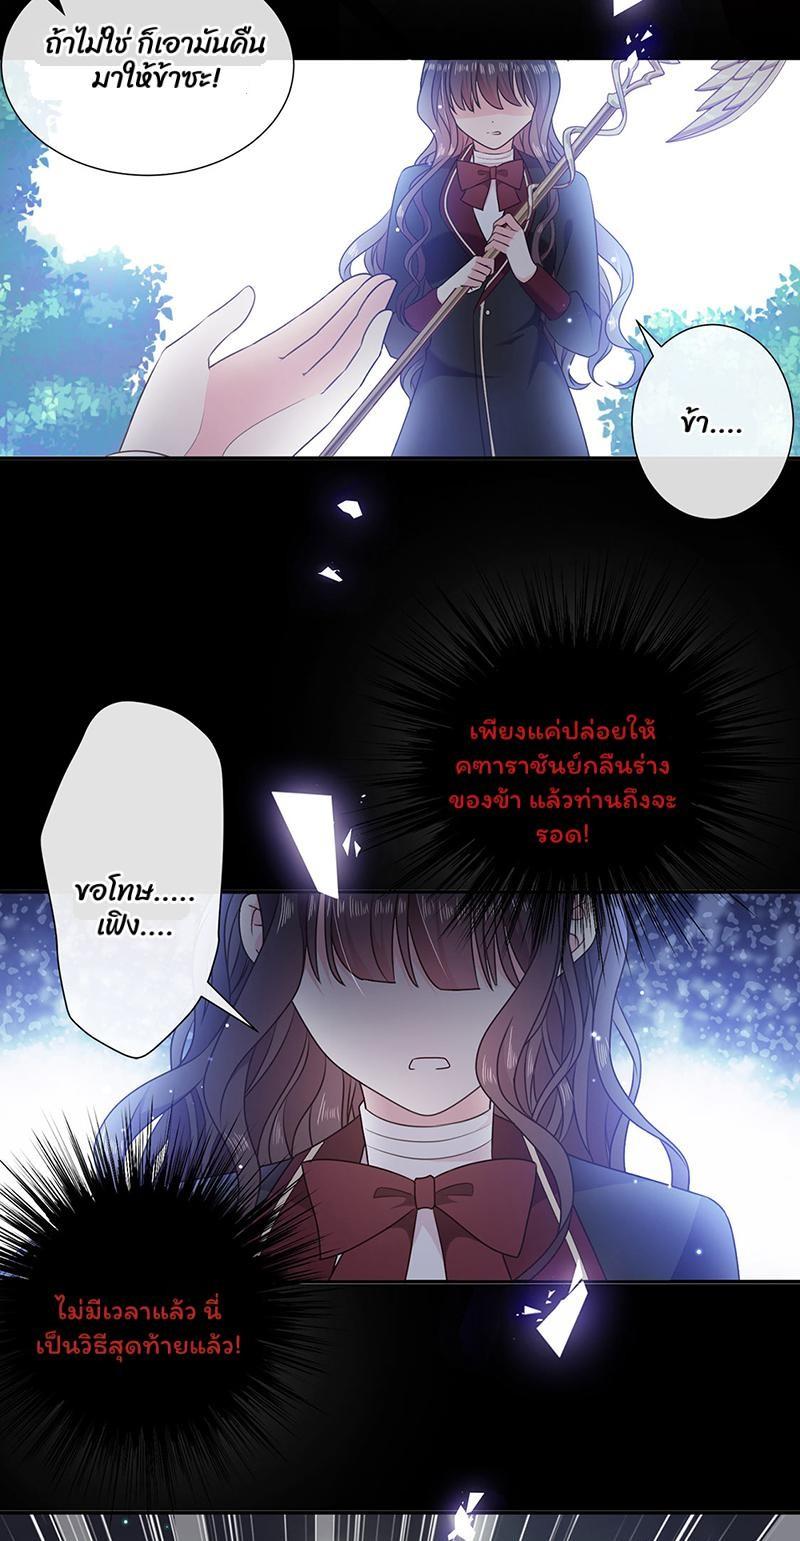 ถ้าไม่ใช่ ก็เอามันคืน
มาให้ข้าซะ!
ข้า....
เพียงแค่ปล่อยให้
คฑาราชันย์กลืนร่าง
ของข้า แล้วท่านถึงจะ
รอด!
ขอโทษ.....
เฟิง....
ไม่มีเวลาแล้ว นี่
เป็นวิธีสุดท้ายแล้ว!